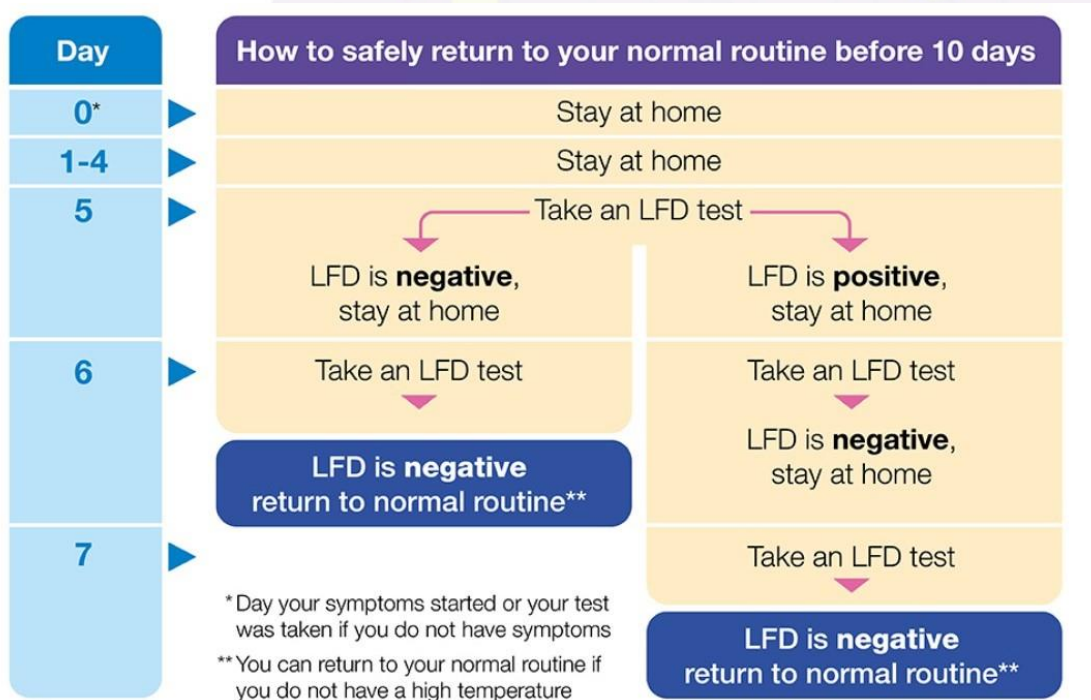 Day
How to safely return to your normal routine before 10 days
0*
Stay at home
1-4
Stay at home
5
Take an LFD test
LFD is negative,
stay at home
LFD is positive,
stay at home
6
Take an LFD test
LFD is negative
return to normal routine**
Take an LFD test
LFD is negative,
stay at home
7
Take an LFD test
LFD is negative
return to normal routine**
* Day your symptoms started or your test
was taken if you do not have symptoms
** You can return to your normal routine if
you do not have a high temperature